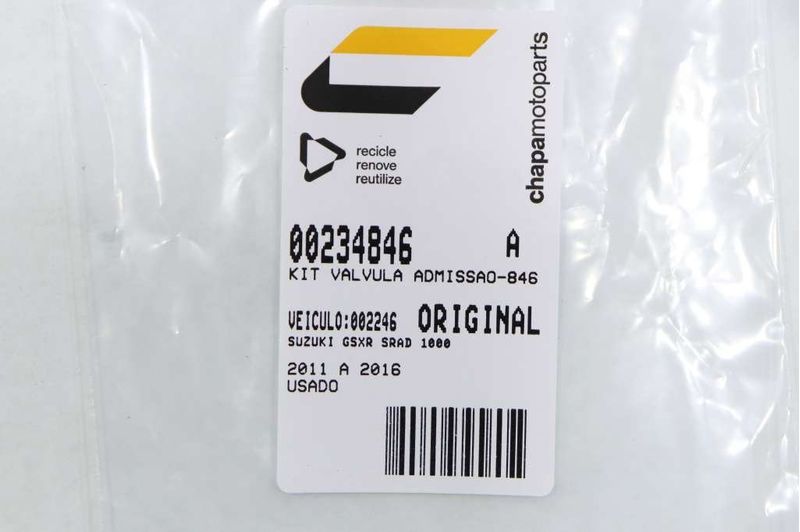 chapamotoparts
recicle
renove
reutilize
00234846 A
KIT VALVULA ADMISSAO-846
VEICULO:002246 ORIGINAL
SUZUKI GSXR SRAD 1000
2011 A 2016
USADO